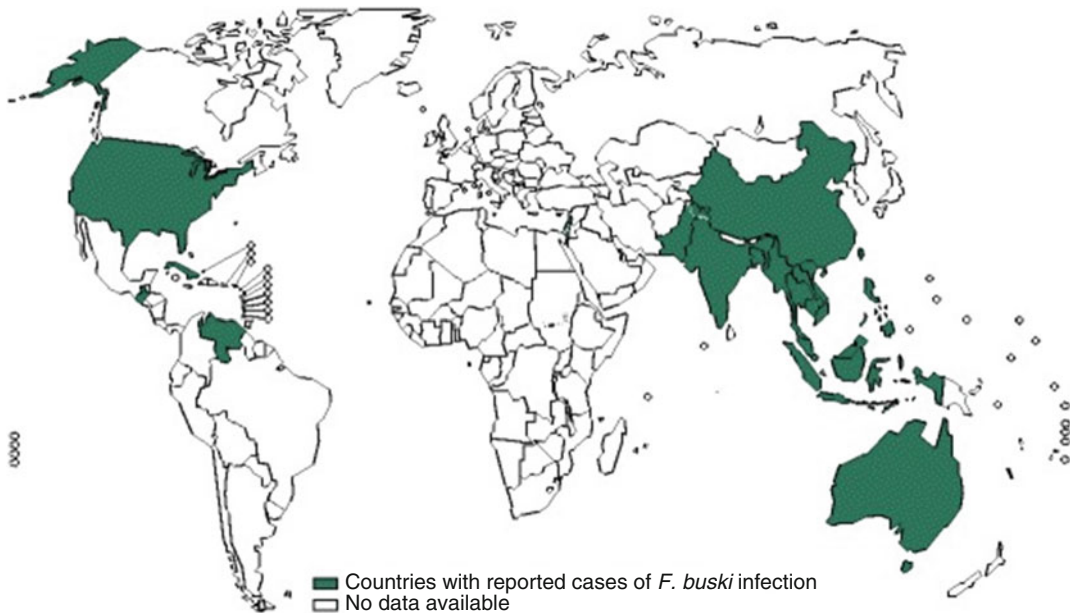 Countries with reported cases of F. buski infection
No data available